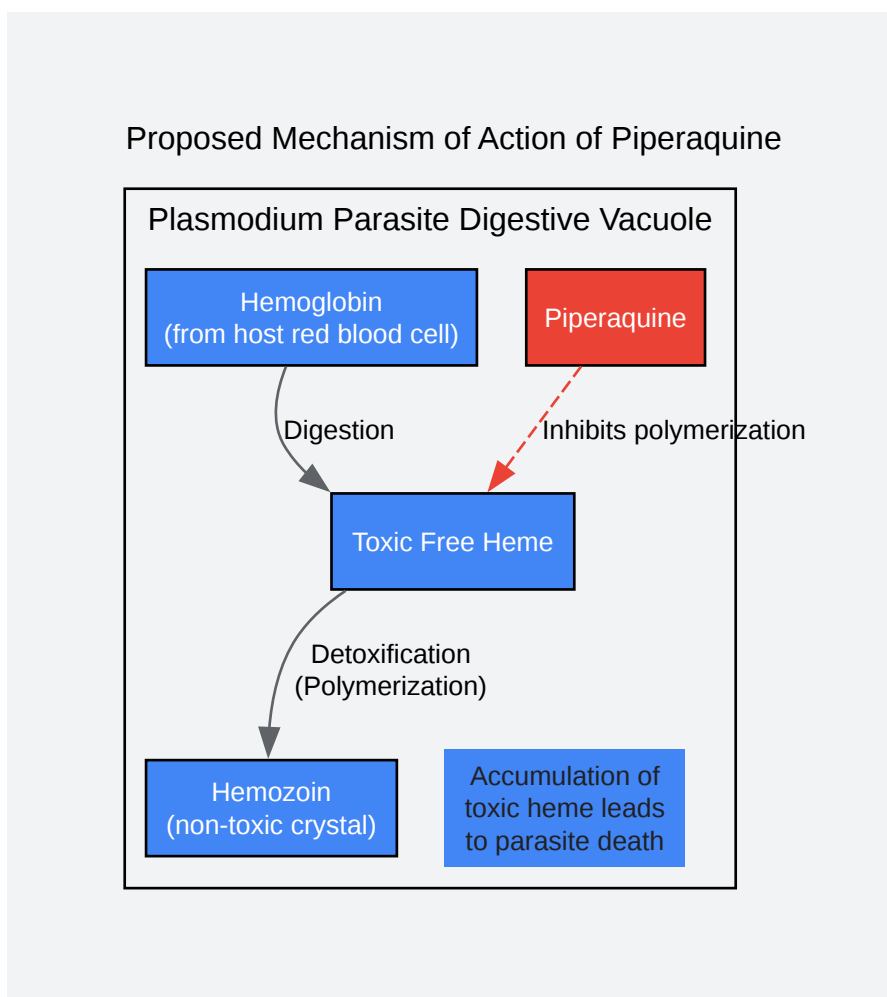 Proposed Mechanism of Action of Piperaquine
Plasmodium Parasite Digestive Vacuole
Hemoglobin
(from host red blood cell)
Piperaquine
Digestion
Inhibits polymerization
Toxic Free Heme
Detoxification
(Polymerization)
Hemozoin
(non-toxic crystal)
Accumulation of
toxic heme leads
to parasite death